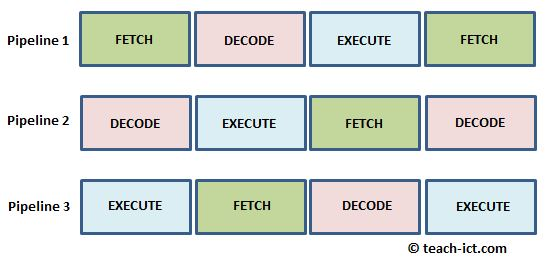 Pipeline 1 FETCH DECODE EXECUTE FETCH
Pipeline 2 DECODE EXECUTE FETCH DECODE
Pipeline 3 EXECUTE FETCH DECODE EXECUTE
© teach-ict.com